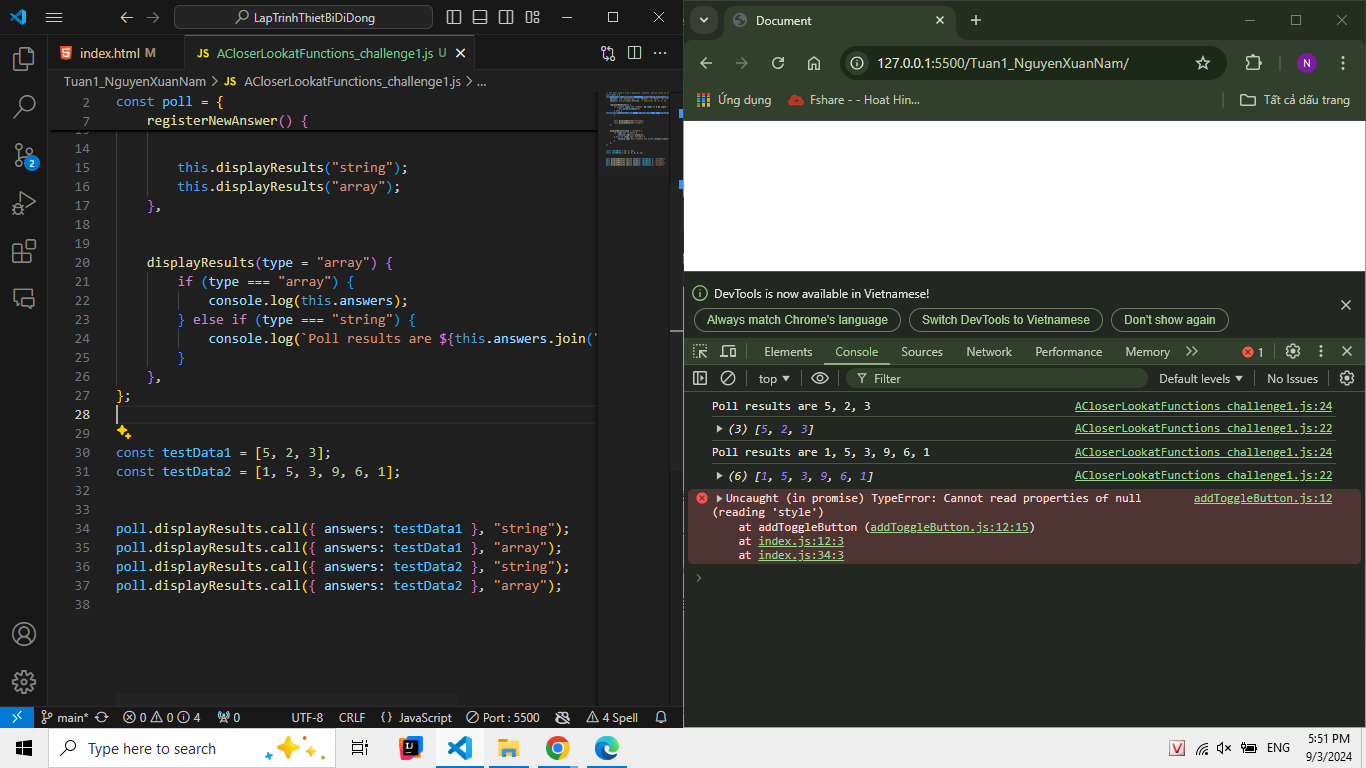 LapTrinhThietBiDiDong
index.html M
JS ACloserLookatFunctions_challenge1.js U
Tuan1_NguyenXuanNam > JS ACloserLookatFunctions_challenge1.js > ...
2 const poll = {
7 registerNewAnswer() {
14
15 this.displayResults("string");
16 this.displayResults("array");
17 },
18
19
20 displayResults(type = "array") {
21 if (type === "array") {
22 console.log(this.answers);
23 } else if (type === "string") {
24 console.log(`Poll results are ${this.answers.join("
25 }
26 },
27 };
28
29
30 const testData1 = [5, 2, 3];
31 const testData2 = [1, 5, 3, 9, 6, 1];
32
33
34 poll.displayResults.call({ answers: testData1 }, "string");
35 poll.displayResults.call({ answers: testData1 }, "array");
36 poll.displayResults.call({ answers: testData2 }, "string");
37 poll.displayResults.call({ answers: testData2 }, "array");
38
2
main* 0 0 4 0 UTF-8 CRLF {} JavaScript Port : 5500 4 Spell
Document
127.0.0.1:5500/Tuan1_NguyenXuanNam/
N
Ứng dụng
Fshare - - Hoat Hin...
Tất cả dấu trang
DevTools is now available in Vietnamese!
Always match Chrome's language
Switch DevTools to Vietnamese
Don't show again
Elements Console Sources Network Performance Memory 1
top Filter Default levels No Issues
Poll results are 5, 2, 3 ACloserLookatFunctions challenge1.js:24
(3) [5, 2, 3] ACloserLookatFunctions challenge1.js:22
Poll results are 1, 5, 3, 9, 6, 1 ACloserLookatFunctions challenge1.js:24
(6) [1, 5, 3, 9, 6, 1] ACloserLookatFunctions challenge1.js:22
Uncaught (in promise) TypeError: Cannot read properties of null addToggleButton.js:12
(reading 'style')
at addToggleButton (addToggleButton.js:12:15)
at index.js:12:3
at index.js:34:3
Type here to search
ENG
5:51 PM
9/3/2024